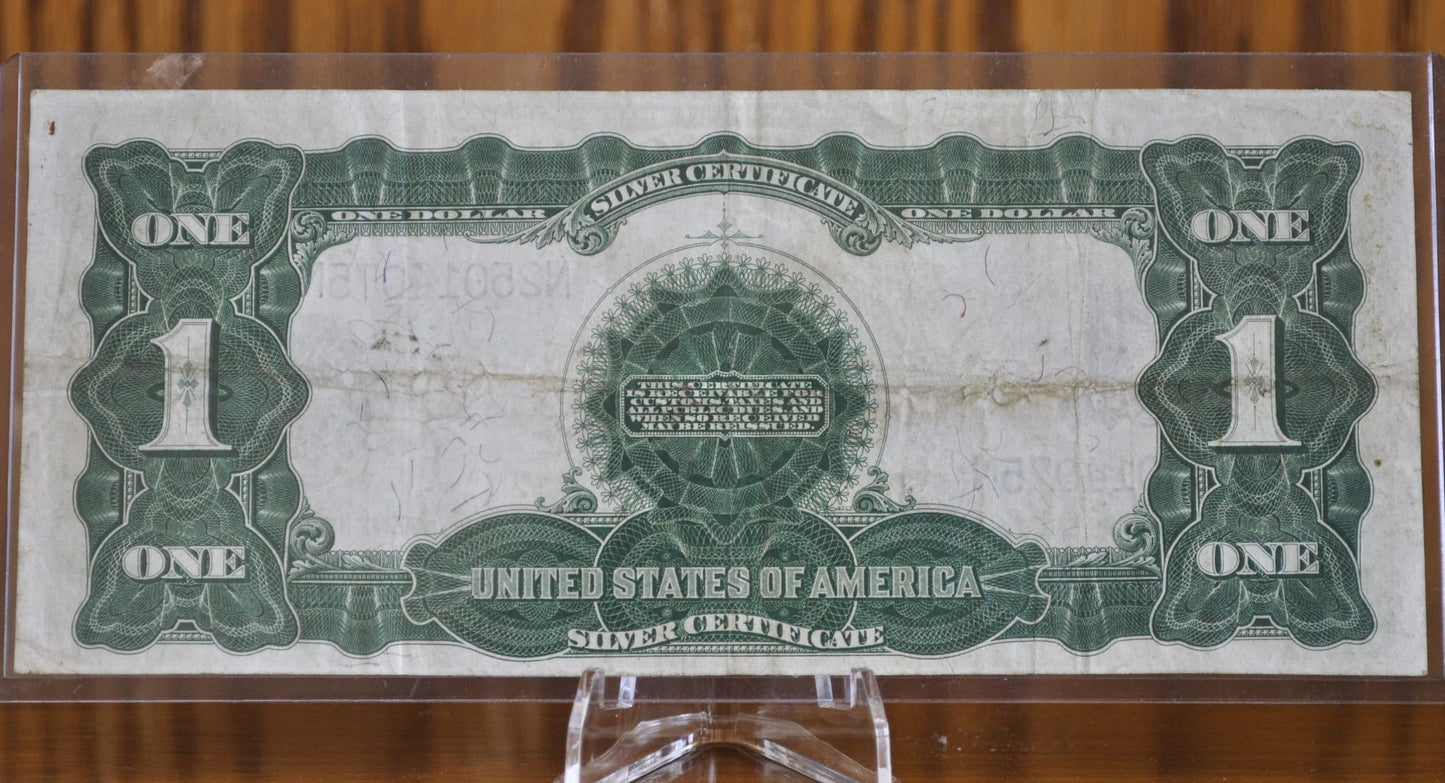 SILVER CERTIFICATE
ONE DOLLAR ONE DOLLAR
ONE ONE
1 1
THIS CERTIFICATE
IS RECEIVABLE FOR
CUSTOMS, TAXES AND
ALL PUBLIC DUES, AND
WHEN SO RECEIVED
MAY BE REISSUED.
ONE ONE
UNITED STATES OF AMERICA
SILVER CERTIFICATE